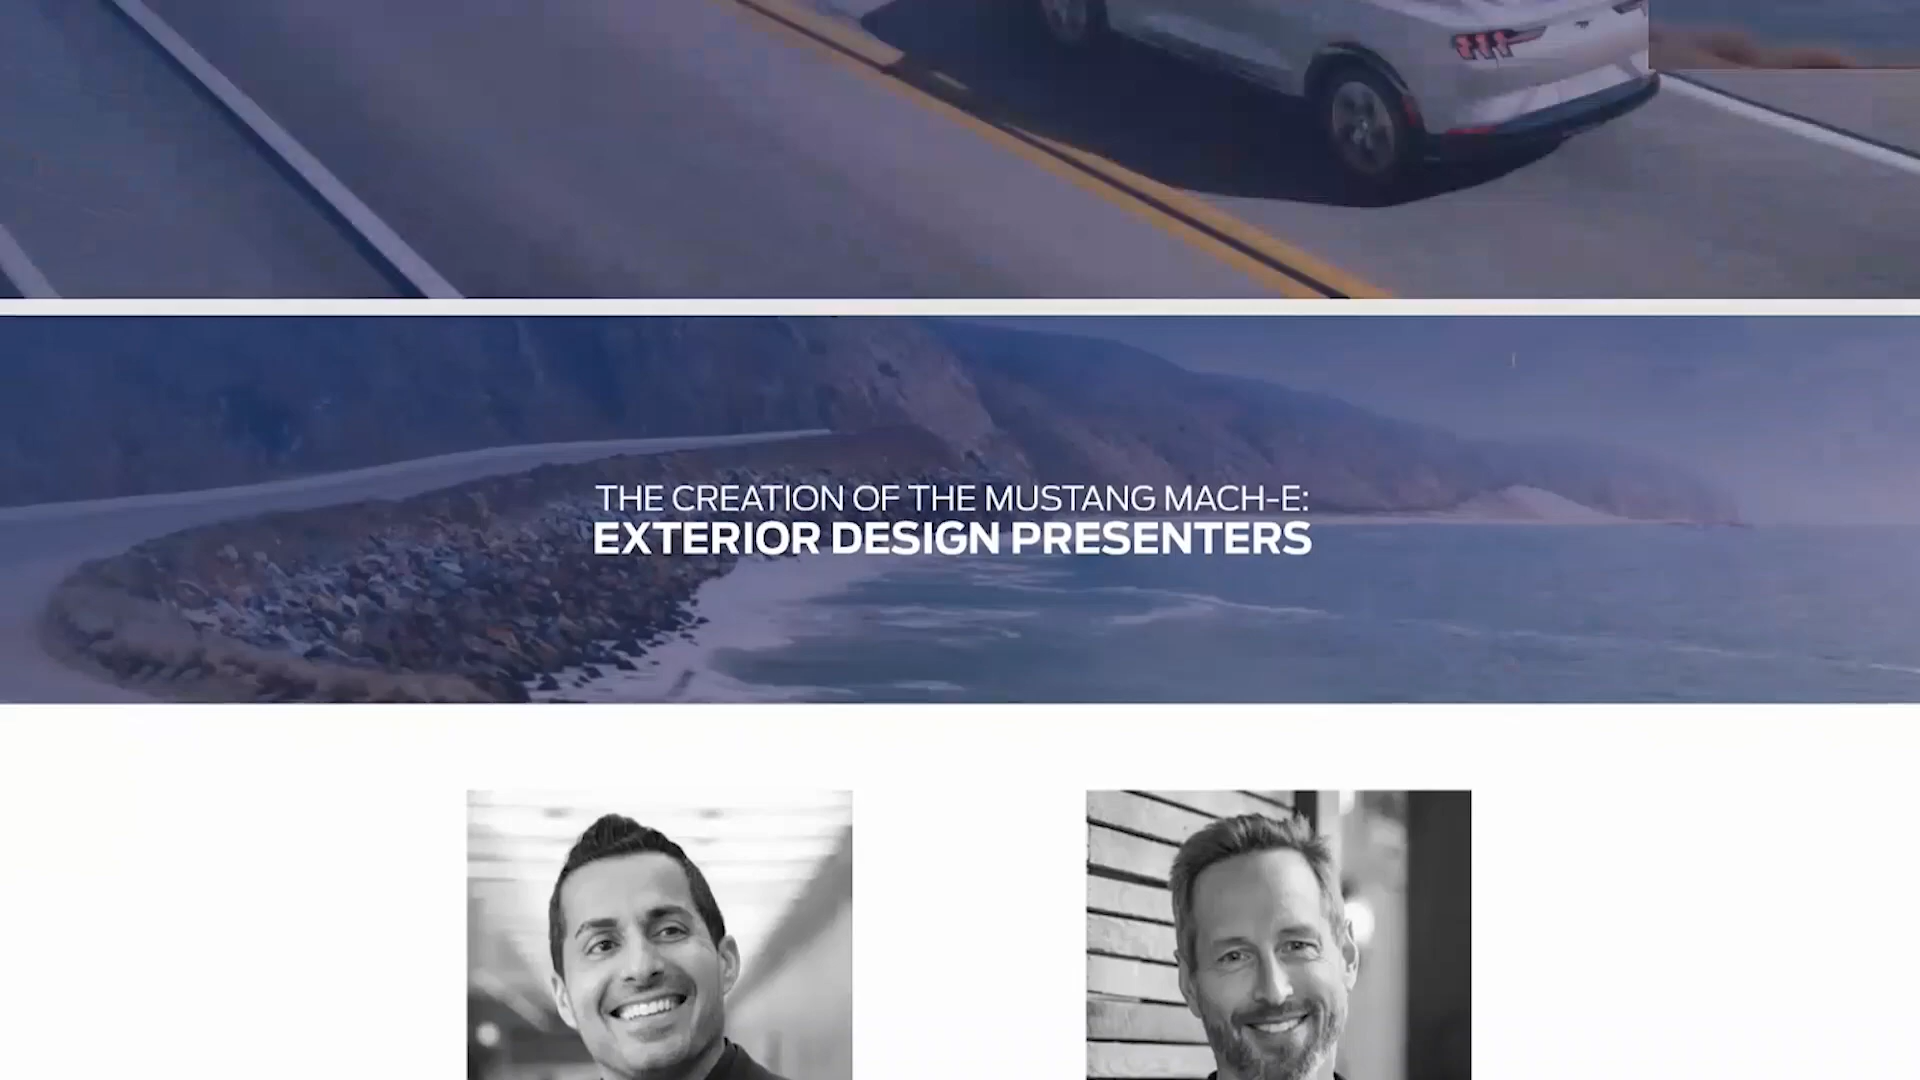 THE CREATION OF THE MUSTANG MACH-E:
EXTERIOR DESIGN PRESENTERS